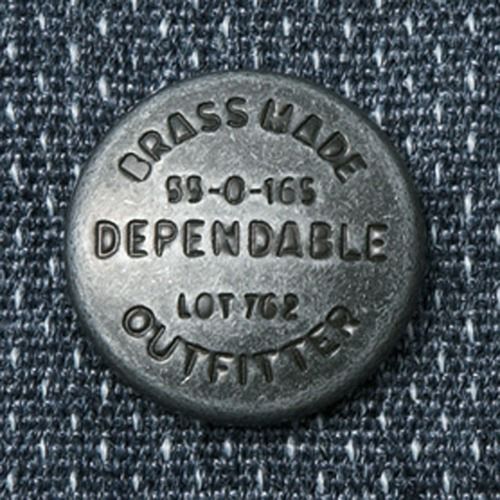 BRASS MADE
55-0-165
DEPENDABLE
LOT 762
OUTFITTER